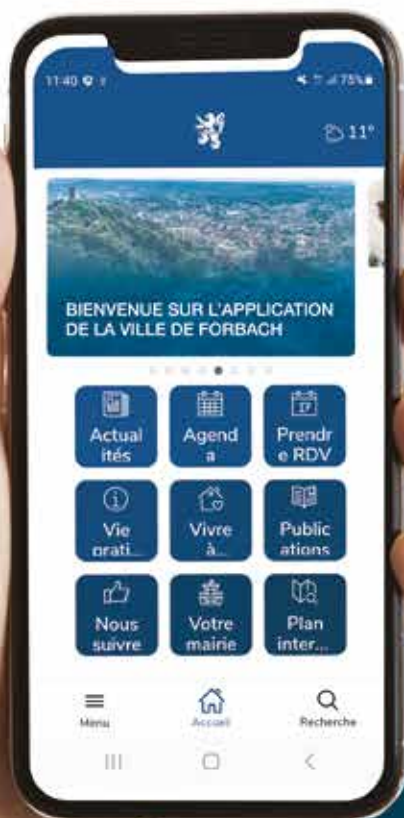 11:40
75%
11°
BIENVENUE SUR L'APPLICATION
DE LA VILLE DE FORBACH
Actual
ités
Agend
a
Prendr
e RDV
Vie
prati...
Vivre
à...
Public
ations
Nous
suivre
Votre
mairie
Plan
inter...
Menu
Accueil
Recherche